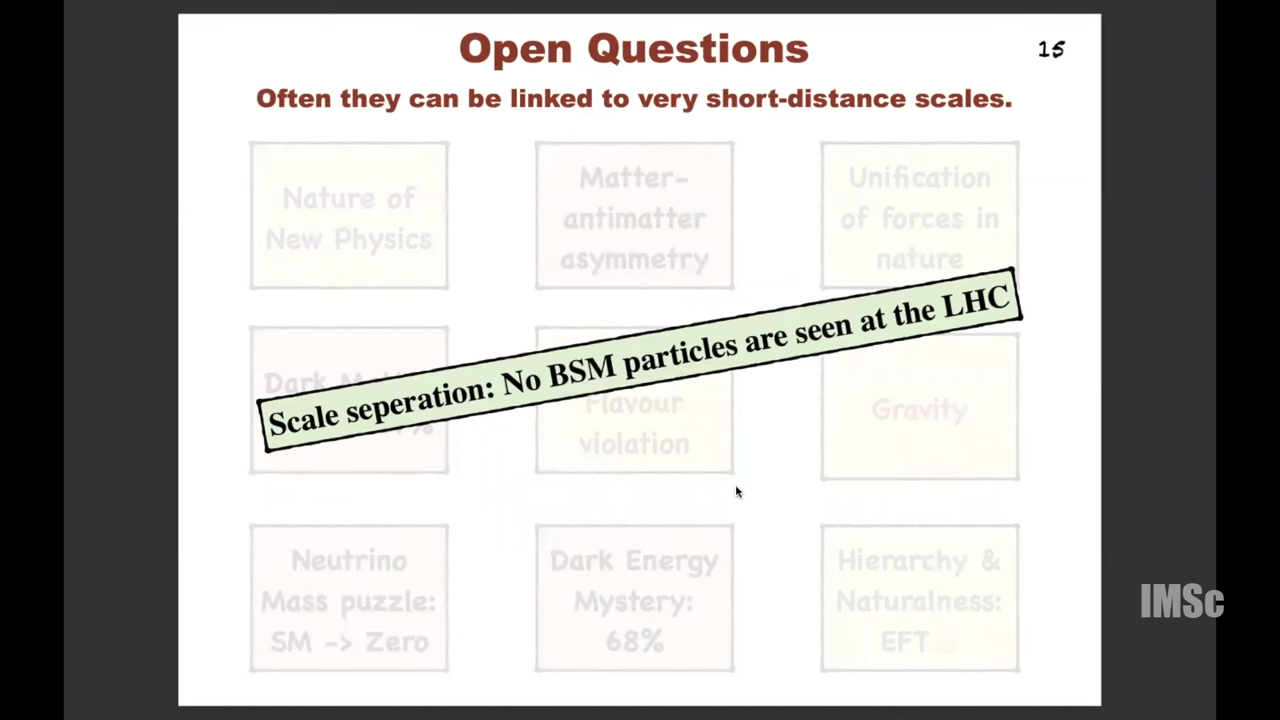 Open Questions
15
Often they can be linked to very short-distance scales.
Nature of
New Physics
Matter-
antimatter
asymmetry
Unification
of forces in
nature
Scale seperation: No BSM particles are seen at the LHC
Dark
%
Flavour
violation
Gravity
Neutrino
Mass puzzle:
SM -> Zero
Dark Energy
Mystery:
68%
Hierarchy &
Naturalness:
EFT
IMSc